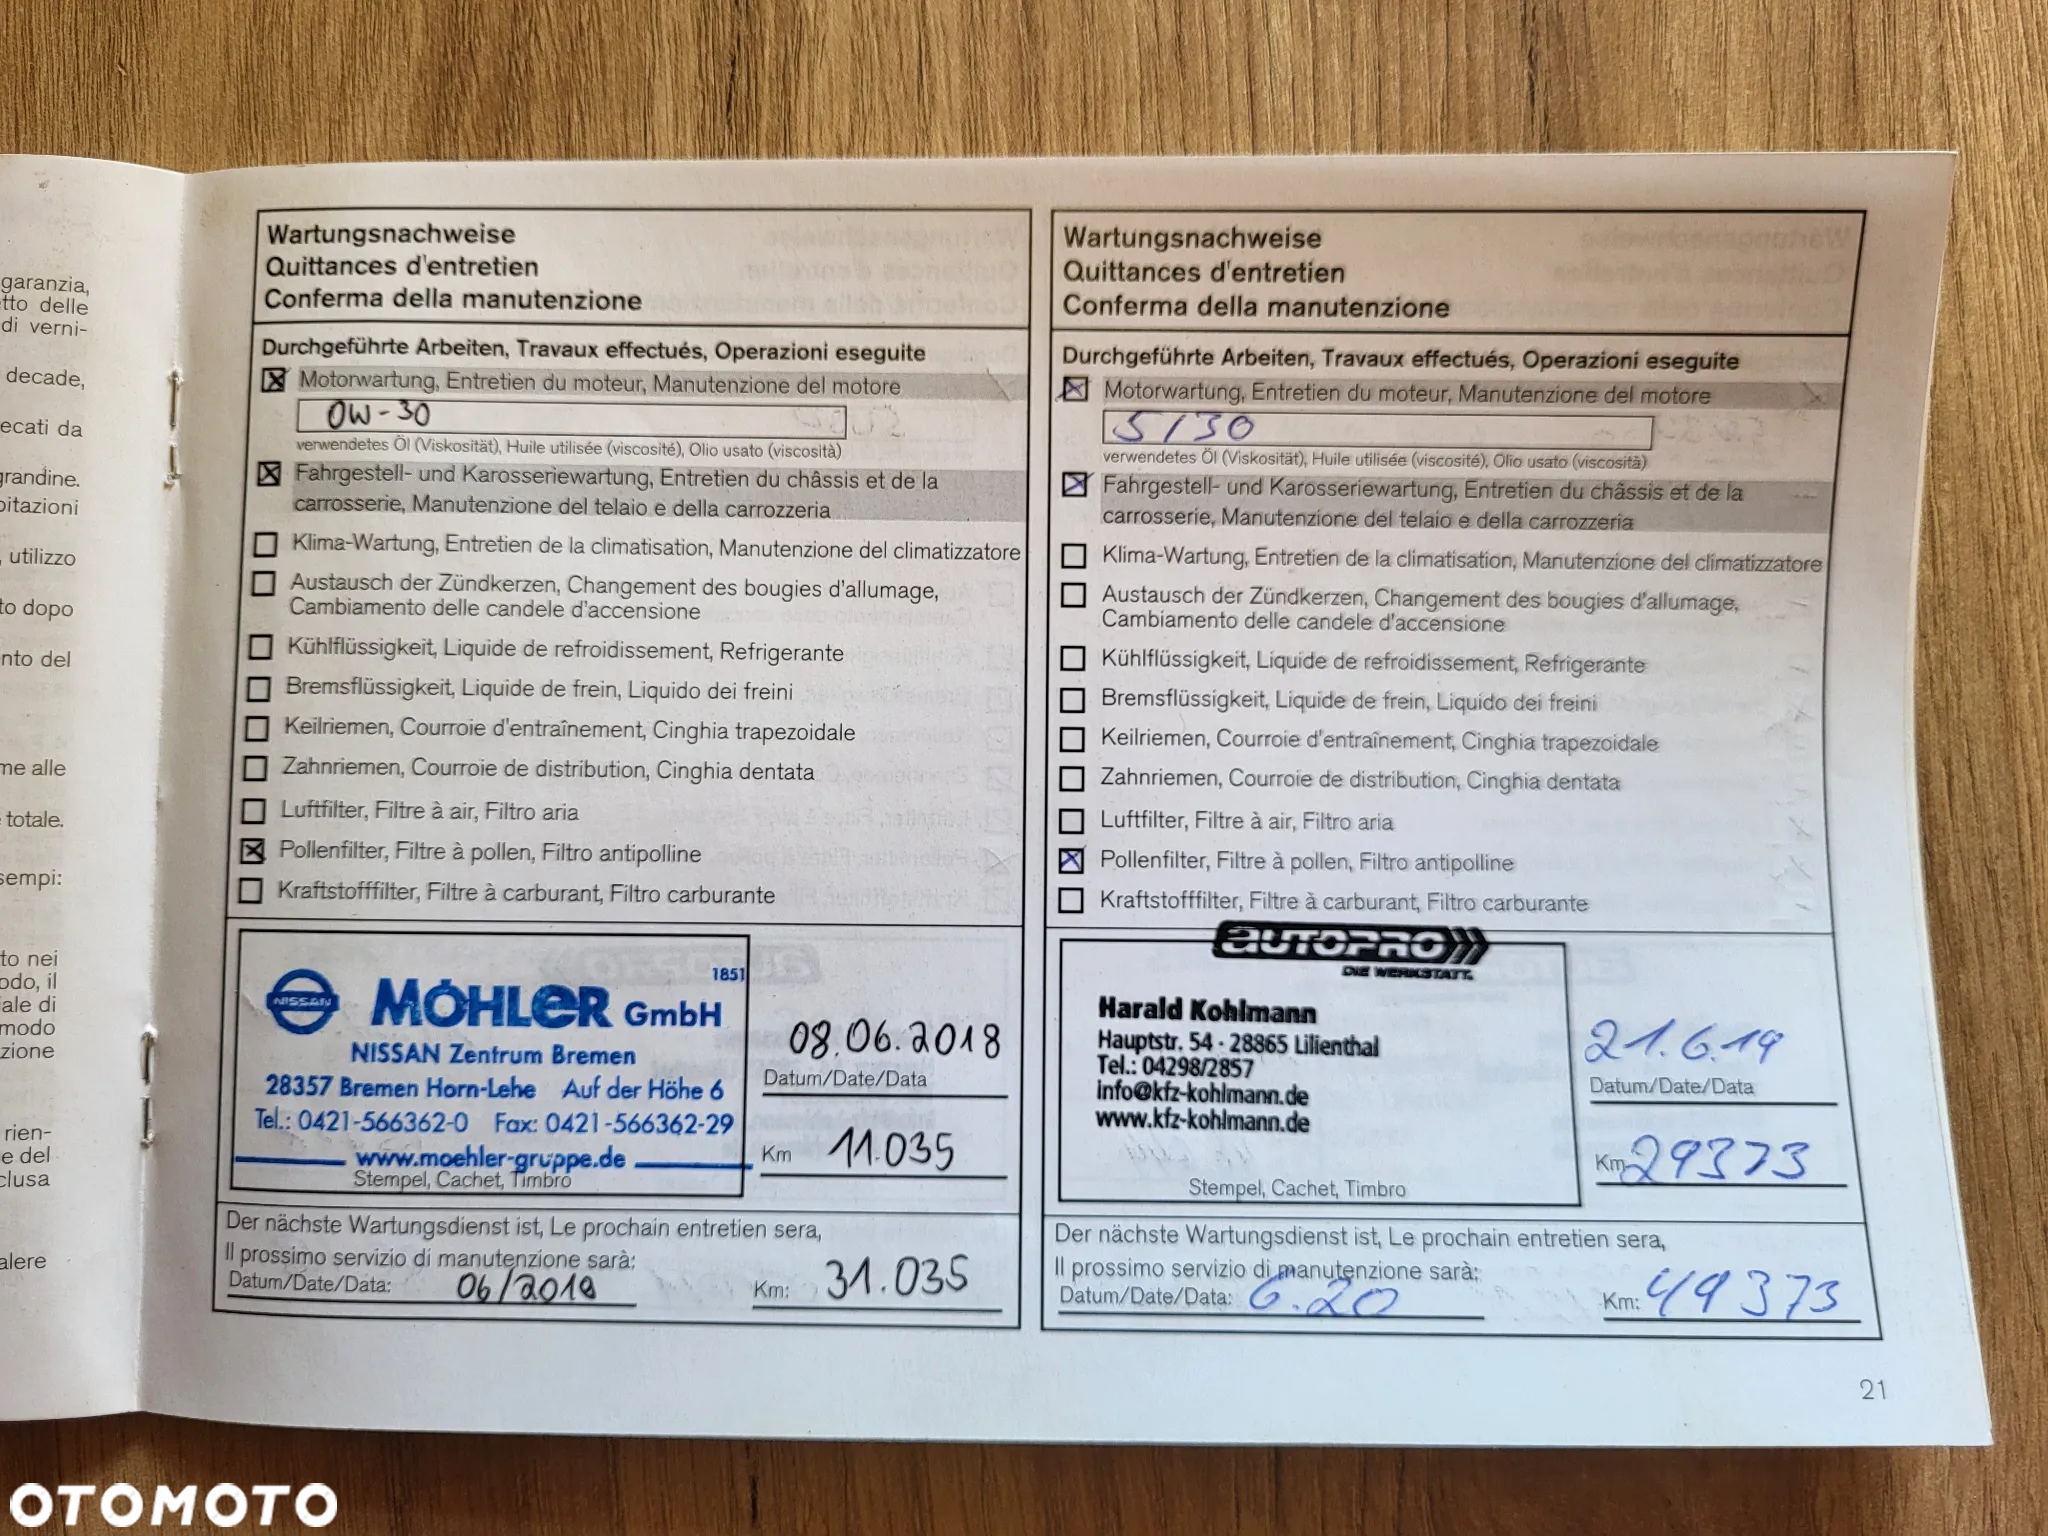 garanzia,
tto delle
di verni-
decade,
ecati da
grandine.
pitazioni
, utilizzo
to dopo
nto del
me alle
totale.
sempi:
to nei
odo, il
ale di
modo
zione
rien-
e del
clusa
alere
Wartungsnachweise
Quittances d'entretien
Conferma della manutenzione
Durchgeführte Arbeiten, Travaux effectués, Operazioni eseguite
Motorwartung, Entretien du moteur, Manutenzione del motore
0W-30
verwendetes Öl (Viskosität), Huile utilisée (viscosité), Olio usato (viscosità)
Fahrgestell- und Karosseriewartung, Entretien du châssis et de la
carrosserie, Manutenzione del telaio e della carrozzeria
Klima-Wartung, Entretien de la climatisation, Manutenzione del climatizzatore
Austausch der Zündkerzen, Changement des bougies d'allumage,
Cambiamento delle candele d'accensione
Kühlflüssigkeit, Liquide de refroidissement, Refrigerante
Bremsflüssigkeit, Liquide de frein, Liquido dei freini
Keilriemen, Courroie d'entraînement, Cinghia trapezoidale
Zahnriemen, Courroie de distribution, Cinghia dentata
Luftfilter, Filtre à air, Filtro aria
Pollenfilter, Filtre à pollen, Filtro antipolline
Kraftstofffilter, Filtre à carburant, Filtro carburante
1851
NISSAN MÖHLER GmbH
NISSAN Zentrum Bremen
28357 Bremen Horn-Lehe Auf der Höhe 6
Tel.: 0421-566362-0 Fax: 0421-566362-29
www.moehler-gruppe.de
Stempel, Cachet, Timbro
08.06.2018
Datum/Date/Data
Km 11.035
Der nächste Wartungsdienst ist, Le prochain entretien sera,
Il prossimo servizio di manutenzione sarà:
Datum/Date/Data: 06/2018 Km: 31.035
Wartungsnachweise
Quittances d'entretien
Conferma della manutenzione
Durchgeführte Arbeiten, Travaux effectués, Operazioni eseguite
Motorwartung, Entretien du moteur, Manutenzione del motore
5/30
verwendetes Öl (Viskosität), Huile utilisée (viscosité), Olio usato (viscosità)
Fahrgestell- und Karosseriewartung, Entretien du châssis et de la
carrosserie, Manutenzione del telaio e della carrozzeria
Klima-Wartung, Entretien de la climatisation, Manutenzione del climatizzatore
Austausch der Zündkerzen, Changement des bougies d'allumage,
Cambiamento delle candele d'accensione
Kühlflüssigkeit, Liquide de refroidissement, Refrigerante
Bremsflüssigkeit, Liquide de frein, Liquido dei freini
Keilriemen, Courroie d'entraînement, Cinghia trapezoidale
Zahnriemen, Courroie de distribution, Cinghia dentata
Luftfilter, Filtre à air, Filtro aria
Pollenfilter, Filtre à pollen, Filtro antipolline
Kraftstofffilter, Filtre à carburant, Filtro carburante
AUTOPRO
DIE WERKSTATT.
Harald Kohlmann
Hauptstr. 54 · 28865 Lilienthal
Tel.: 04298/2857
info@kfz-kohlmann.de
www.kfz-kohlmann.de
Stempel, Cachet, Timbro
21.6.19
Datum/Date/Data
Km 29373
Der nächste Wartungsdienst ist, Le prochain entretien sera,
Il prossimo servizio di manutenzione sarà:
Datum/Date/Data: 6.20 Km: 49373
21
OTOMOTO